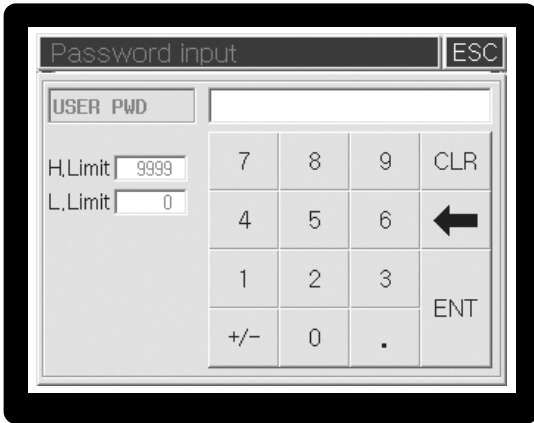 Password input ESC
USER PWD
H.Limit 9999
L.Limit 0
7 8 9 CLR
4 5 6
1 2 3
ENT
+/- 0 .